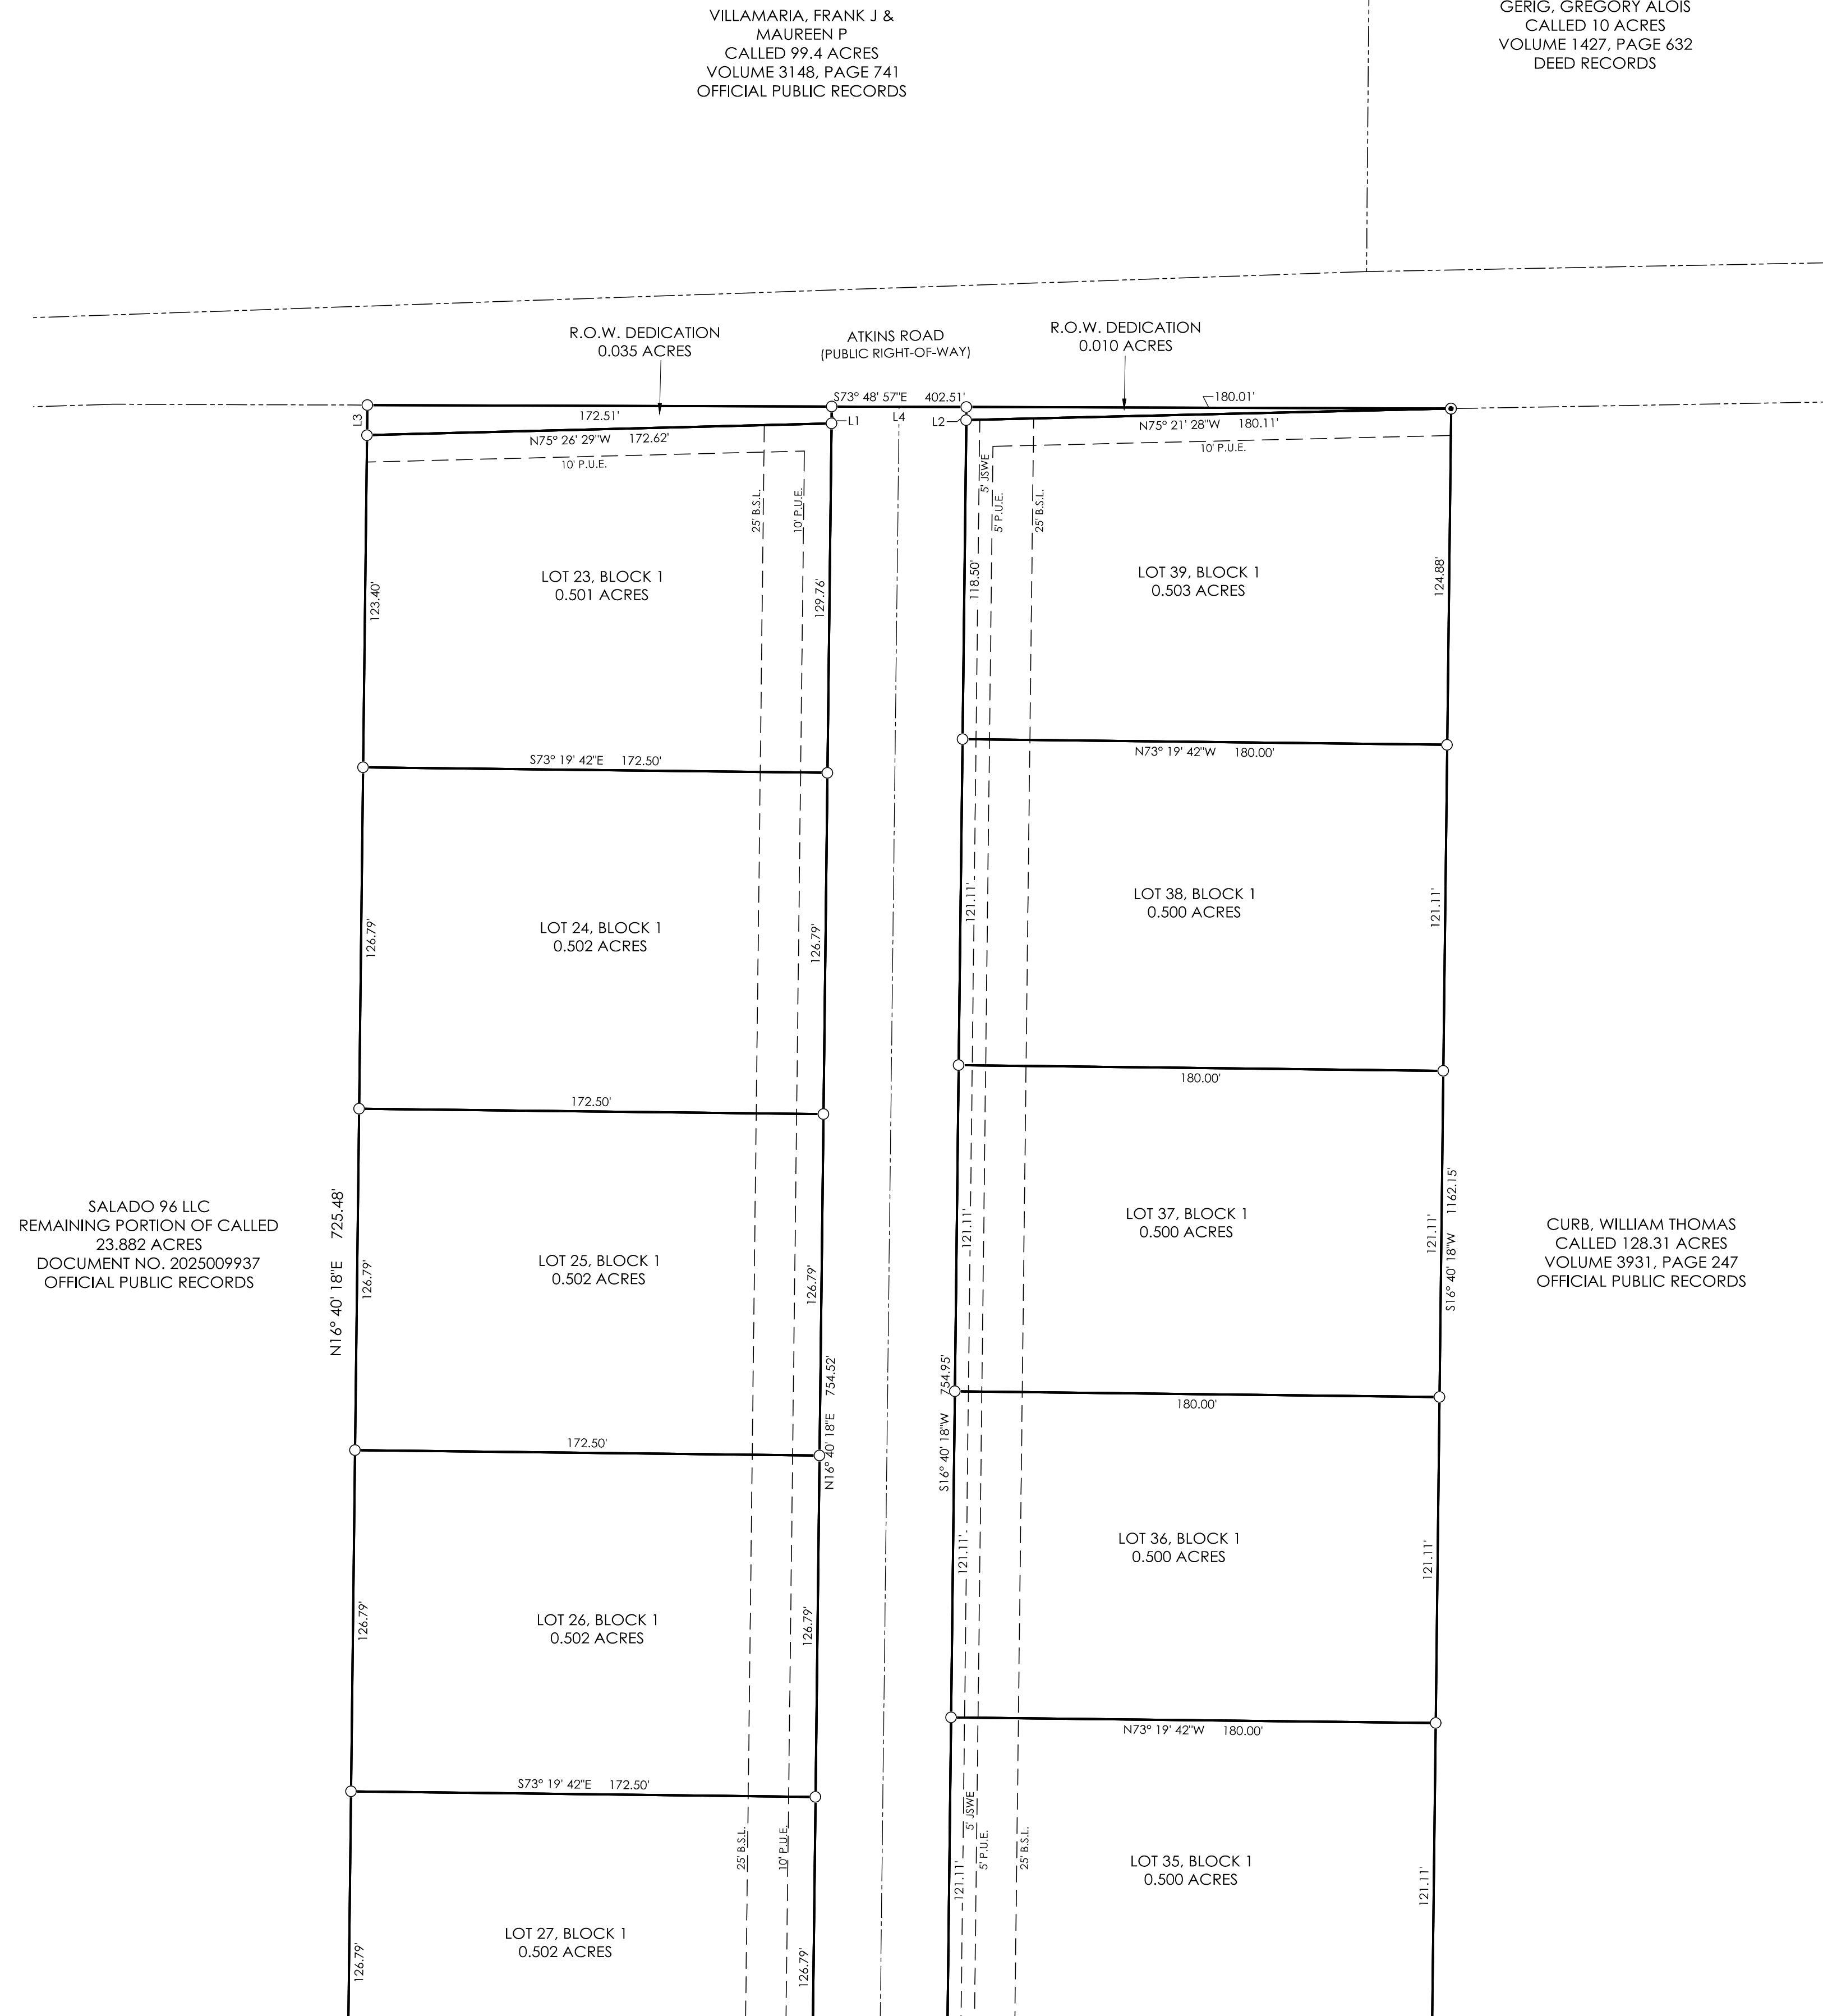 VILLAMARIA, FRANK J &
MAUREEN P
CALLED 99.4 ACRES
VOLUME 3148, PAGE 741
OFFICIAL PUBLIC RECORDS
GERIG, GREGORY ALOIS
CALLED 10 ACRES
VOLUME 1427, PAGE 632
DEED RECORDS
R.O.W. DEDICATION
0.035 ACRES
ATKINS ROAD
(PUBLIC RIGHT-OF-WAY)
R.O.W. DEDICATION
0.010 ACRES
S73° 48' 57"E 402.51'
180.01'
172.51'
L3
L1
L4
L2
N75° 26' 29"W 172.62'
N75° 21' 28"W 180.11'
10' P.U.E.
10' P.U.E.
25' B.S.L.
10' P.U.E.
5' JSWE
5' P.U.E.
25' B.S.L.
LOT 23, BLOCK 1
0.501 ACRES
123.40'
129.76'
118.50'
LOT 39, BLOCK 1
0.503 ACRES
124.88'
S73° 19' 42"E 172.50'
N73° 19' 42"W 180.00'
LOT 24, BLOCK 1
0.502 ACRES
126.79'
126.79'
121.11'
LOT 38, BLOCK 1
0.500 ACRES
121.11'
172.50'
180.00'
SALADO 96 LLC
REMAINING PORTION OF CALLED
23.882 ACRES
DOCUMENT NO. 2025009937
OFFICIAL PUBLIC RECORDS
N16° 40' 18"E 725.48'
LOT 25, BLOCK 1
0.502 ACRES
126.79'
126.79'
121.11'
LOT 37, BLOCK 1
0.500 ACRES
121.11'
S16° 40' 18"W 1162.15'
CURB, WILLIAM THOMAS
CALLED 128.31 ACRES
VOLUME 3931, PAGE 247
OFFICIAL PUBLIC RECORDS
N16° 40' 18"E 754.52'
S16° 40' 18"W 754.95'
172.50'
180.00'
LOT 26, BLOCK 1
0.502 ACRES
126.79'
126.79'
121.11'
LOT 36, BLOCK 1
0.500 ACRES
121.11'
S73° 19' 42"E 172.50'
N73° 19' 42"W 180.00'
25' B.S.L.
10' P.U.E.
5' JSWE
5' P.U.E.
25' B.S.L.
LOT 27, BLOCK 1
0.502 ACRES
126.79'
126.79'
121.11'
LOT 35, BLOCK 1
0.500 ACRES
121.11'